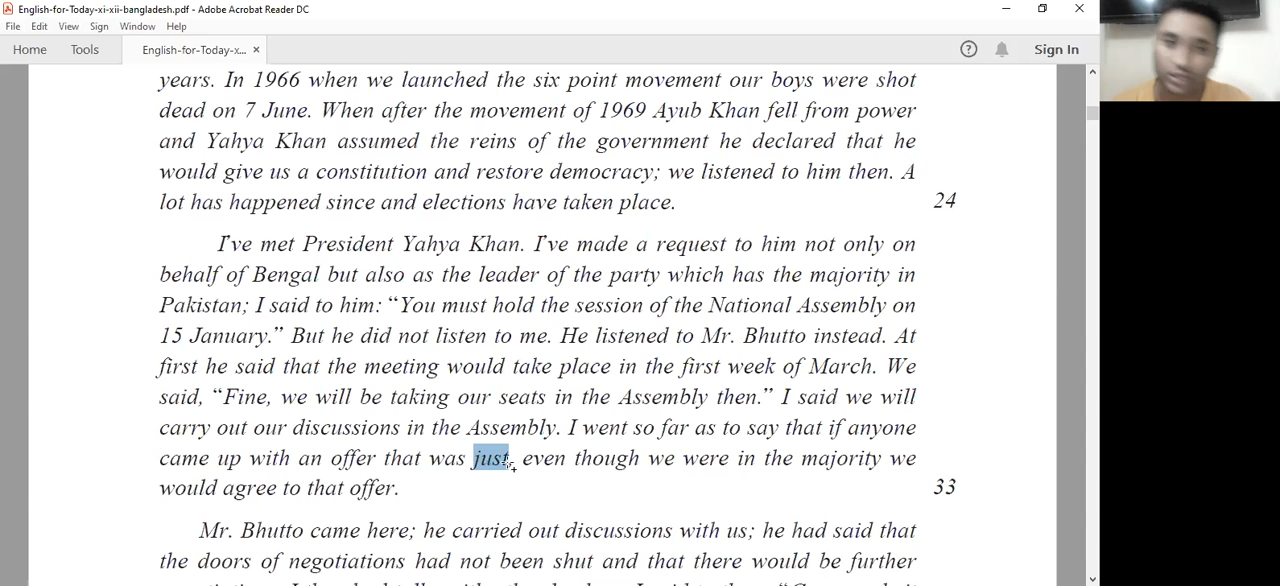 English-for-Today-xi-xii-bangladesh.pdf - Adobe Acrobat Reader DC
File Edit View Sign Window Help
Home Tools English-for-Today-x... × Sign In
years. In 1966 when we launched the six point movement our boys were shot
dead on 7 June. When after the movement of 1969 Ayub Khan fell from power
and Yahya Khan assumed the reins of the government he declared that he
would give us a constitution and restore democracy; we listened to him then. A
lot has happened since and elections have taken place. 24
I've met President Yahya Khan. I've made a request to him not only on
behalf of Bengal but also as the leader of the party which has the majority in
Pakistan; I said to him: “You must hold the session of the National Assembly on
15 January.” But he did not listen to me. He listened to Mr. Bhutto instead. At
first he said that the meeting would take place in the first week of March. We
said, “Fine, we will be taking our seats in the Assembly then.” I said we will
carry out our discussions in the Assembly. I went so far as to say that if anyone
came up with an offer that was just, even though we were in the majority we
would agree to that offer. 33
Mr. Bhutto came here; he carried out discussions with us; he had said that
the doors of negotiations had not been shut and that there would be further